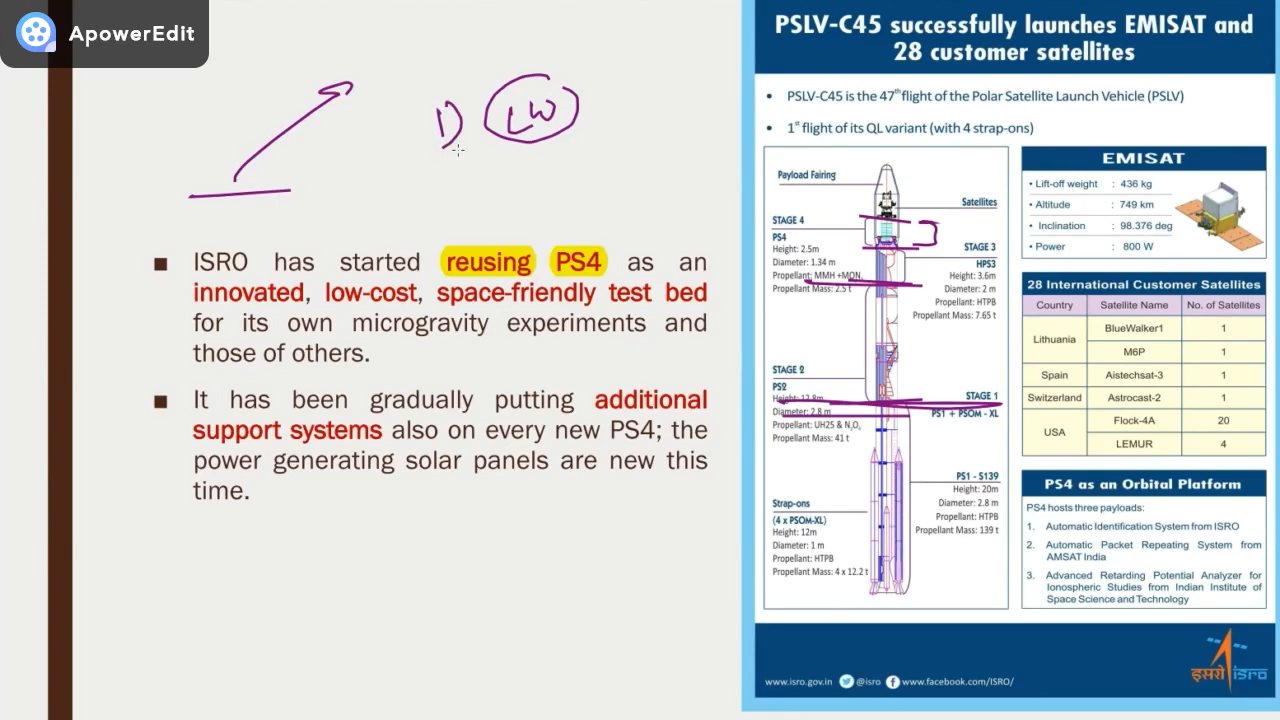 ApowerEdit
D LW
■ ISRO has started reusing PS4 as an
innovated, low-cost, space-friendly test bed
for its own microgravity experiments and
those of others.
■ It has been gradually putting additional
support systems also on every new PS4; the
power generating solar panels are new this
time.
PSLV-C45 successfully launches EMISAT and
28 customer satellites
• PSLV-C45 is the 47th flight of the Polar Satellite Launch Vehicle (PSLV)
• 1st flight of its QL variant (with 4 strap-ons)
Payload Fairing
Satellites
STAGE 4
PS4
Height: 2.5m
Diameter: 1.34 m
Propellant: MMH +MON
Propellant Mass: 2.5 t
STAGE 3
HPS3
Height: 3.6m
Diameter: 2 m
Propellant: HTPB
Propellant Mass: 7.65 t
STAGE 2
PS2
Height: 12.8m
Diameter: 2.8 m
Propellant: UH25 & N₂O₄
Propellant Mass: 41 t
STAGE 1
PS1 + PSOM - XL
PS1 - S139
Height: 20m
Diameter: 2.8 m
Propellant: HTPB
Propellant Mass: 139 t
Strap-ons
(4 x PSOM-XL)
Height: 12m
Diameter: 1 m
Propellant: HTPB
Propellant Mass: 4 x 12.2 t
EMISAT
• Lift-off weight : 436 kg
• Altitude : 749 km
• Inclination : 98.376 deg
• Power : 800 W
28 International Customer Satellites
Country Satellite Name No. of Satellites
Lithuania BlueWalker1 1
M6P 1
Spain Aistechsat-3 1
Switzerland Astrocast-2 1
USA Flock-4A 20
LEMUR 4
PS4 as an Orbital Platform
PS4 hosts three payloads:
1. Automatic Identification System from ISRO
2. Automatic Packet Repeating System from
AMSAT India
3. Advanced Retarding Potential Analyzer for
Ionospheric Studies from Indian Institute of
Space Science and Technology
www.isro.gov.in @isro www.facebook.com/ISRO/
इसरो isro